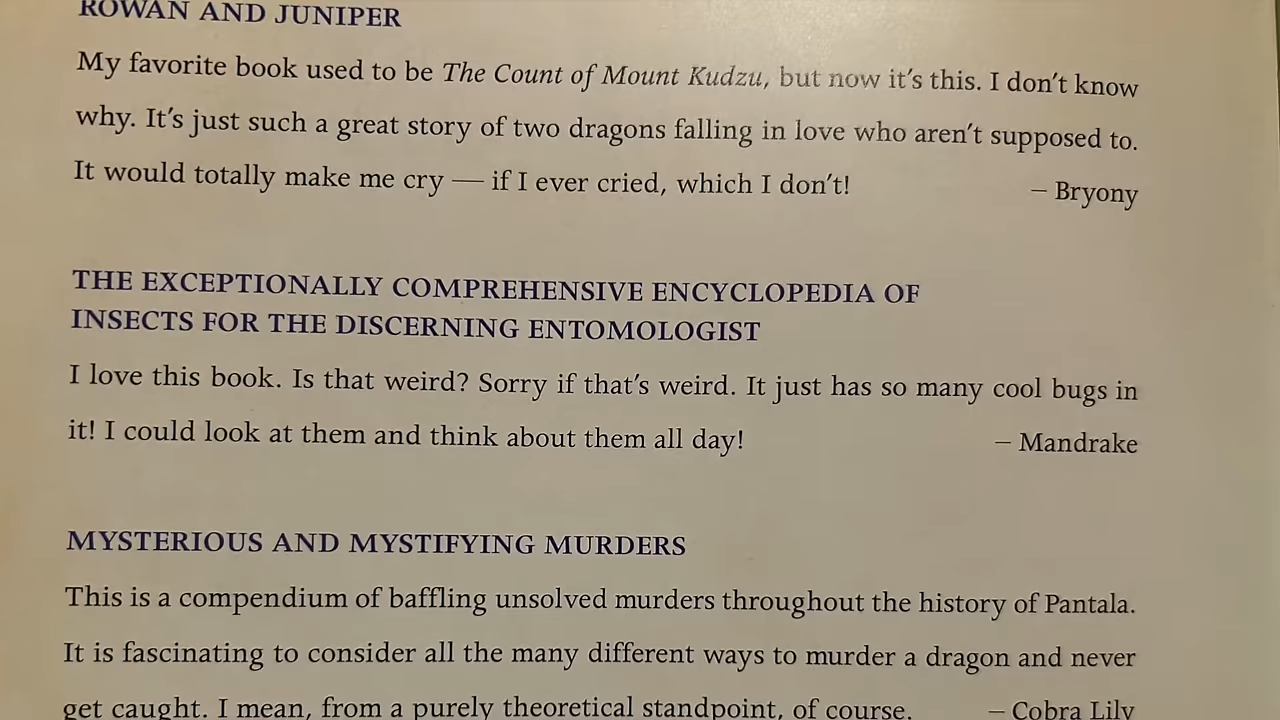 ROWAN AND JUNIPER
My favorite book used to be The Count of Mount Kudzu, but now it's this. I don't know
why. It's just such a great story of two dragons falling in love who aren't supposed to.
It would totally make me cry — if I ever cried, which I don't! – Bryony
THE EXCEPTIONALLY COMPREHENSIVE ENCYCLOPEDIA OF
INSECTS FOR THE DISCERNING ENTOMOLOGIST
I love this book. Is that weird? Sorry if that's weird. It just has so many cool bugs in
it! I could look at them and think about them all day! – Mandrake
MYSTERIOUS AND MYSTIFYING MURDERS
This is a compendium of baffling unsolved murders throughout the history of Pantala.
It is fascinating to consider all the many different ways to murder a dragon and never
get caught. I mean, from a purely theoretical standpoint, of course. – Cobra Lily